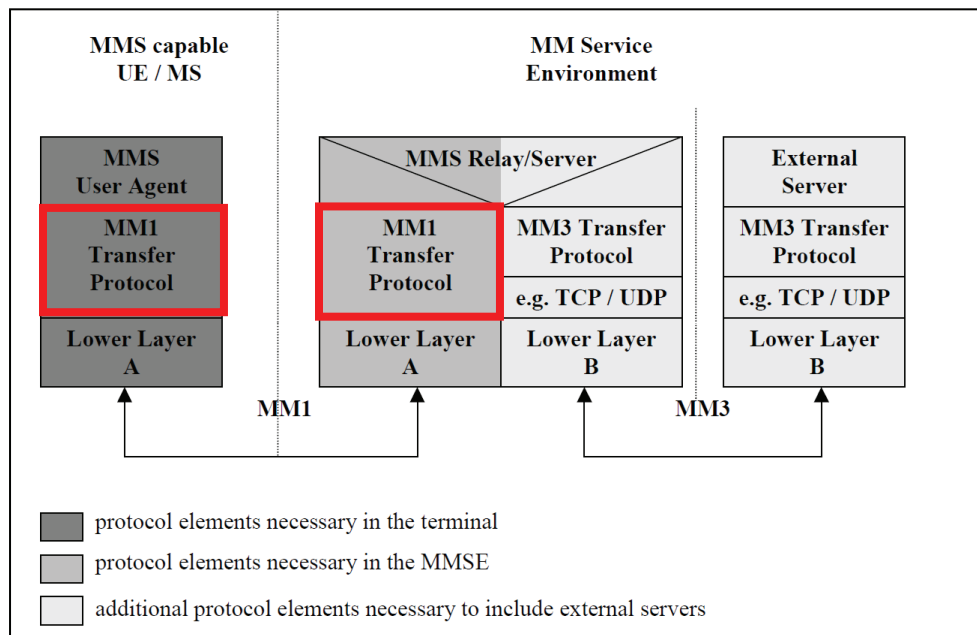 MMS capable
UE / MS
MM Service
Environment
MMS
User Agent
MM1
Transfer
Protocol
Lower Layer
A
MMS Relay/Server
MM1
Transfer
Protocol
Lower Layer
A
MM3 Transfer
Protocol
e.g. TCP / UDP
Lower Layer
B
External
Server
MM3 Transfer
Protocol
e.g. TCP / UDP
Lower Layer
B
MM1
MM3
protocol elements necessary in the terminal
protocol elements necessary in the MMSE
additional protocol elements necessary to include external servers